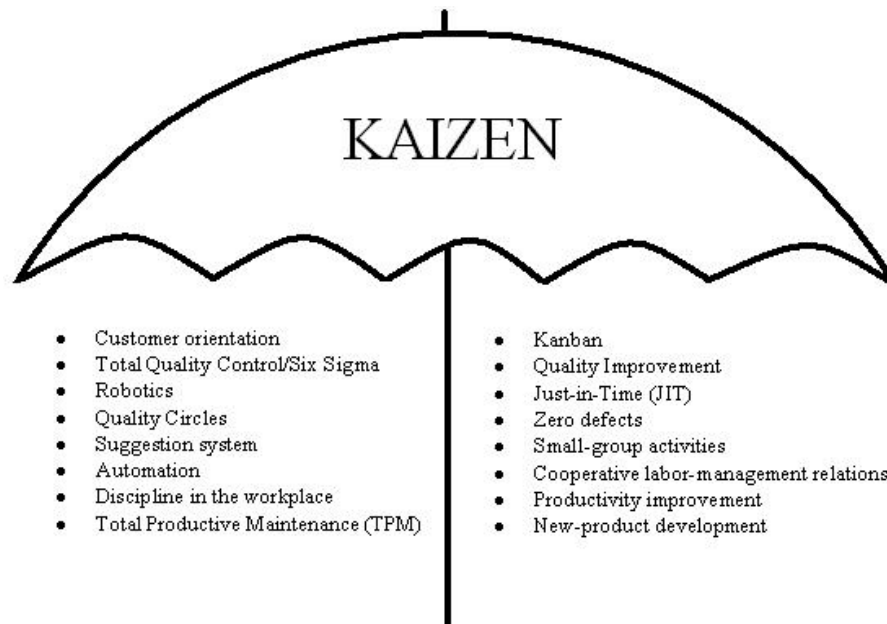 KAIZEN
• Customer orientation
• Total Quality Control/Six Sigma
• Robotics
• Quality Circles
• Suggestion system
• Automation
• Discipline in the workplace
• Total Productive Maintenance (TPM)
• Kanban
• Quality Improvement
• Just-in-Time (JIT)
• Zero defects
• Small-group activities
• Cooperative labor-management relations
• Productivity improvement
• New-product development